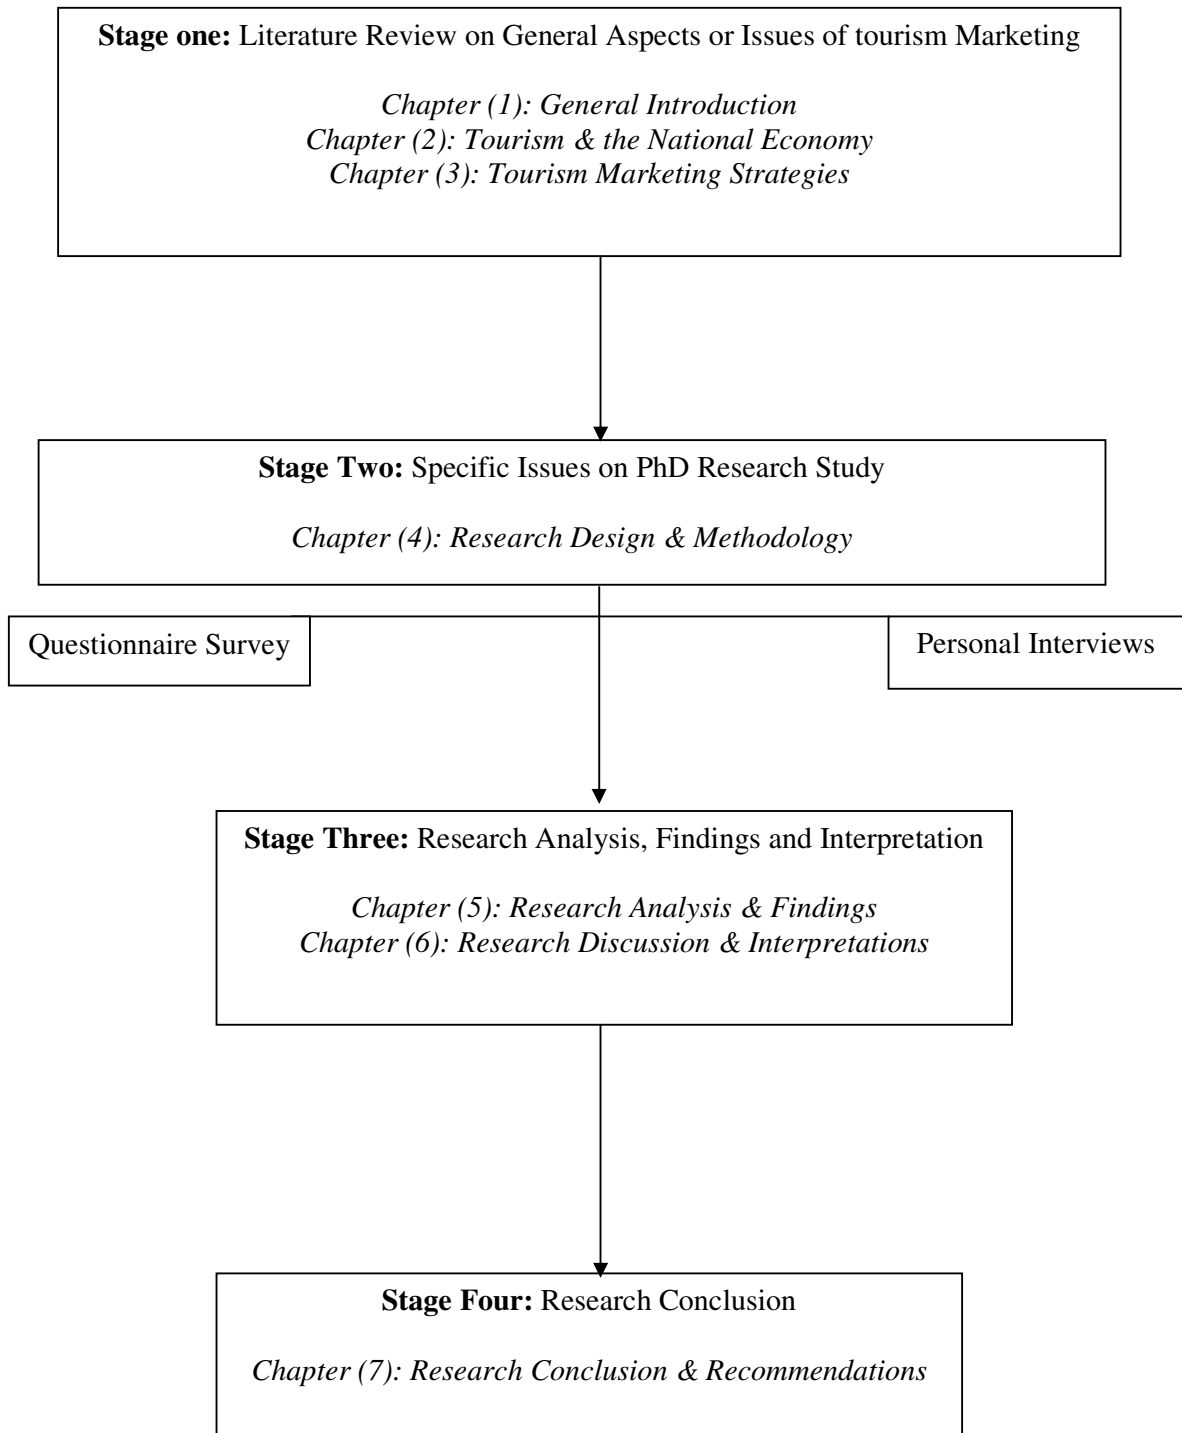 Stage one: Literature Review on General Aspects or Issues of tourism Marketing
Chapter (1): General Introduction
Chapter (2): Tourism & the National Economy
Chapter (3): Tourism Marketing Strategies
Stage Two: Specific Issues on PhD Research Study
Chapter (4): Research Design & Methodology
Questionnaire Survey
Personal Interviews
Stage Three: Research Analysis, Findings and Interpretation
Chapter (5): Research Analysis & Findings
Chapter (6): Research Discussion & Interpretations
Stage Four: Research Conclusion
Chapter (7): Research Conclusion & Recommendations